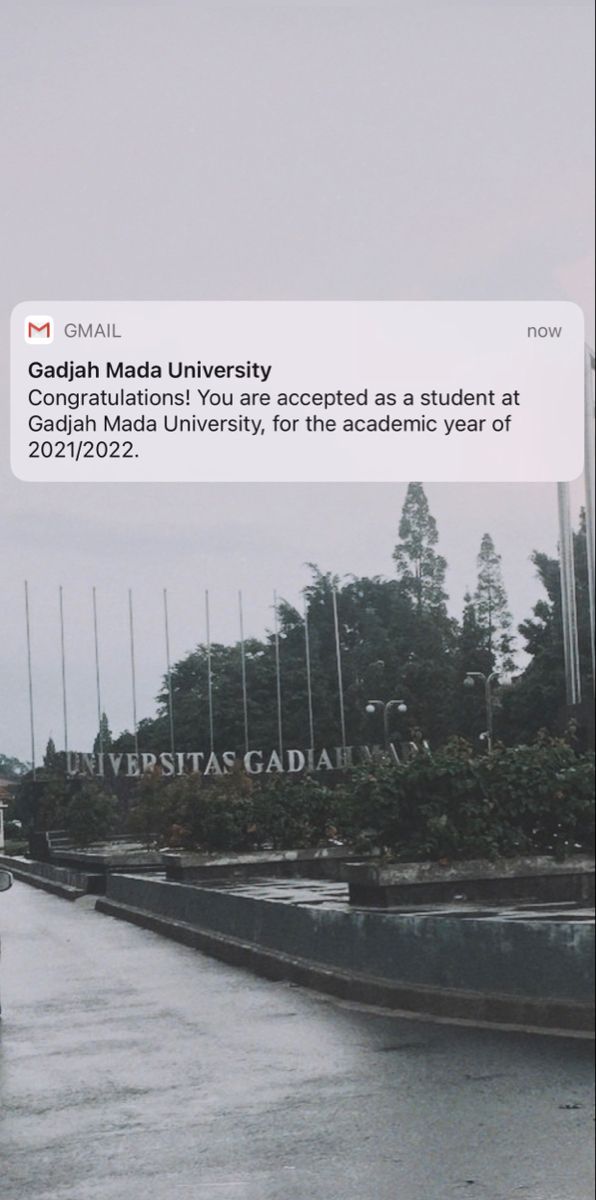 GMAIL now
Gadjah Mada University
Congratulations! You are accepted as a student at
Gadjah Mada University, for the academic year of
2021/2022.
UNIVERSITAS GADJAH MADA